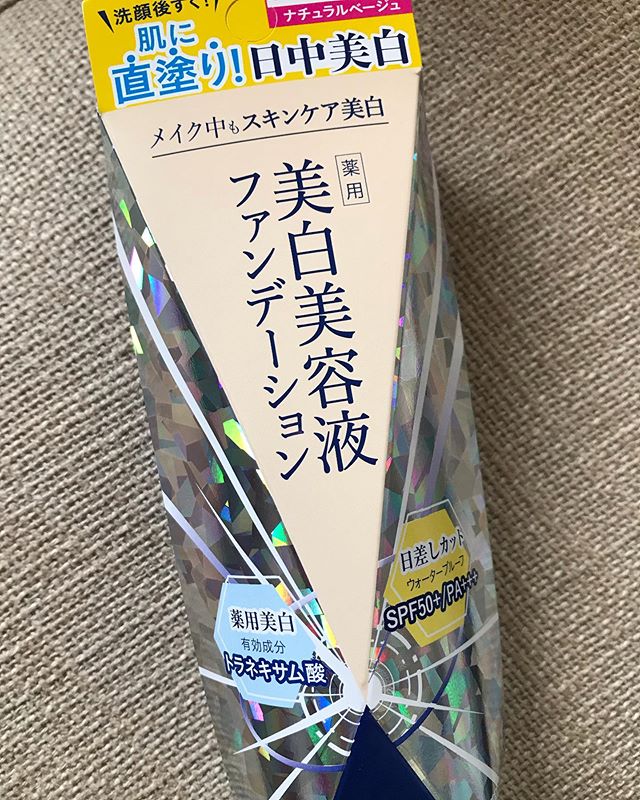 洗顔後すぐ!
ナチュラルベージュ
肌に
直塗り!日中美白
メイク中もスキンケア美白
薬用
美白美容液
ファンデーション
日差しカット
ウォータープルーフ
SPF50+/PA++++
薬用美白
有効成分
トラネキサム酸